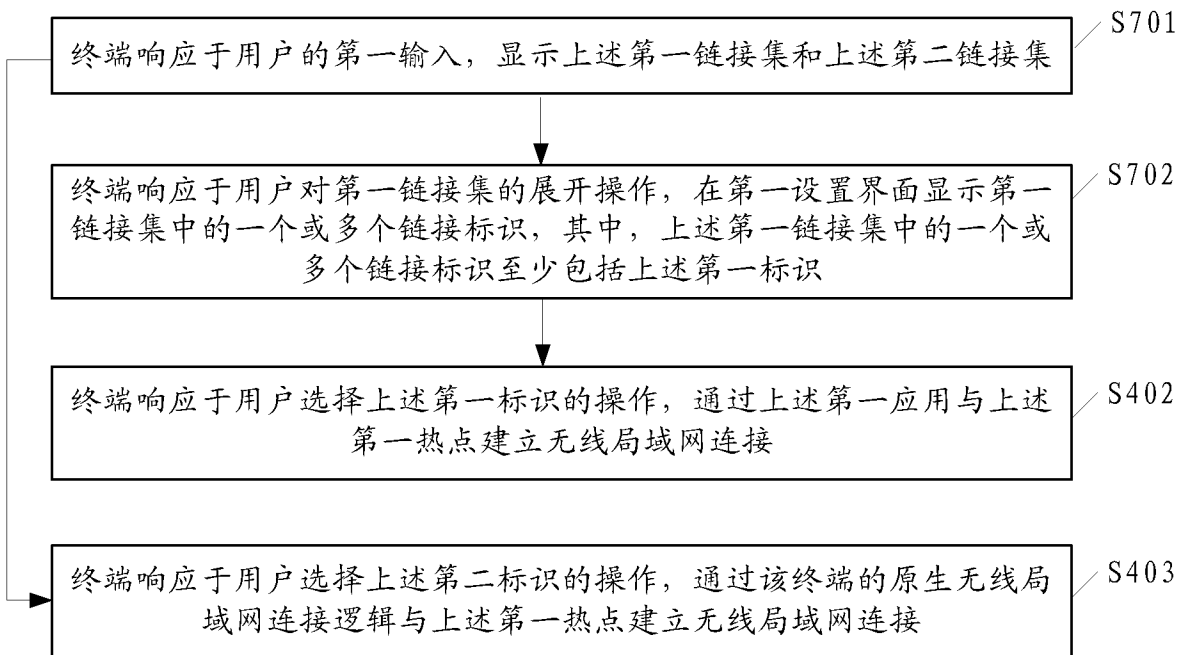 终端响应于用户的第一输入，显示上述第一链接集和上述第二链接集
S701
终端响应于用户对第一链接集的展开操作，在第一设置界面显示第一
链接集中的一个或多个链接标识，其中，上述第一链接集中的一个或
多个链接标识至少包括上述第一标识
S702
终端响应于用户选择上述第一标识的操作，通过上述第一应用与上述
第一热点建立无线局域网连接
S402
终端响应于用户选择上述第二标识的操作，通过该终端的原生无线局
域网连接逻辑与上述第一热点建立无线局域网连接
S403